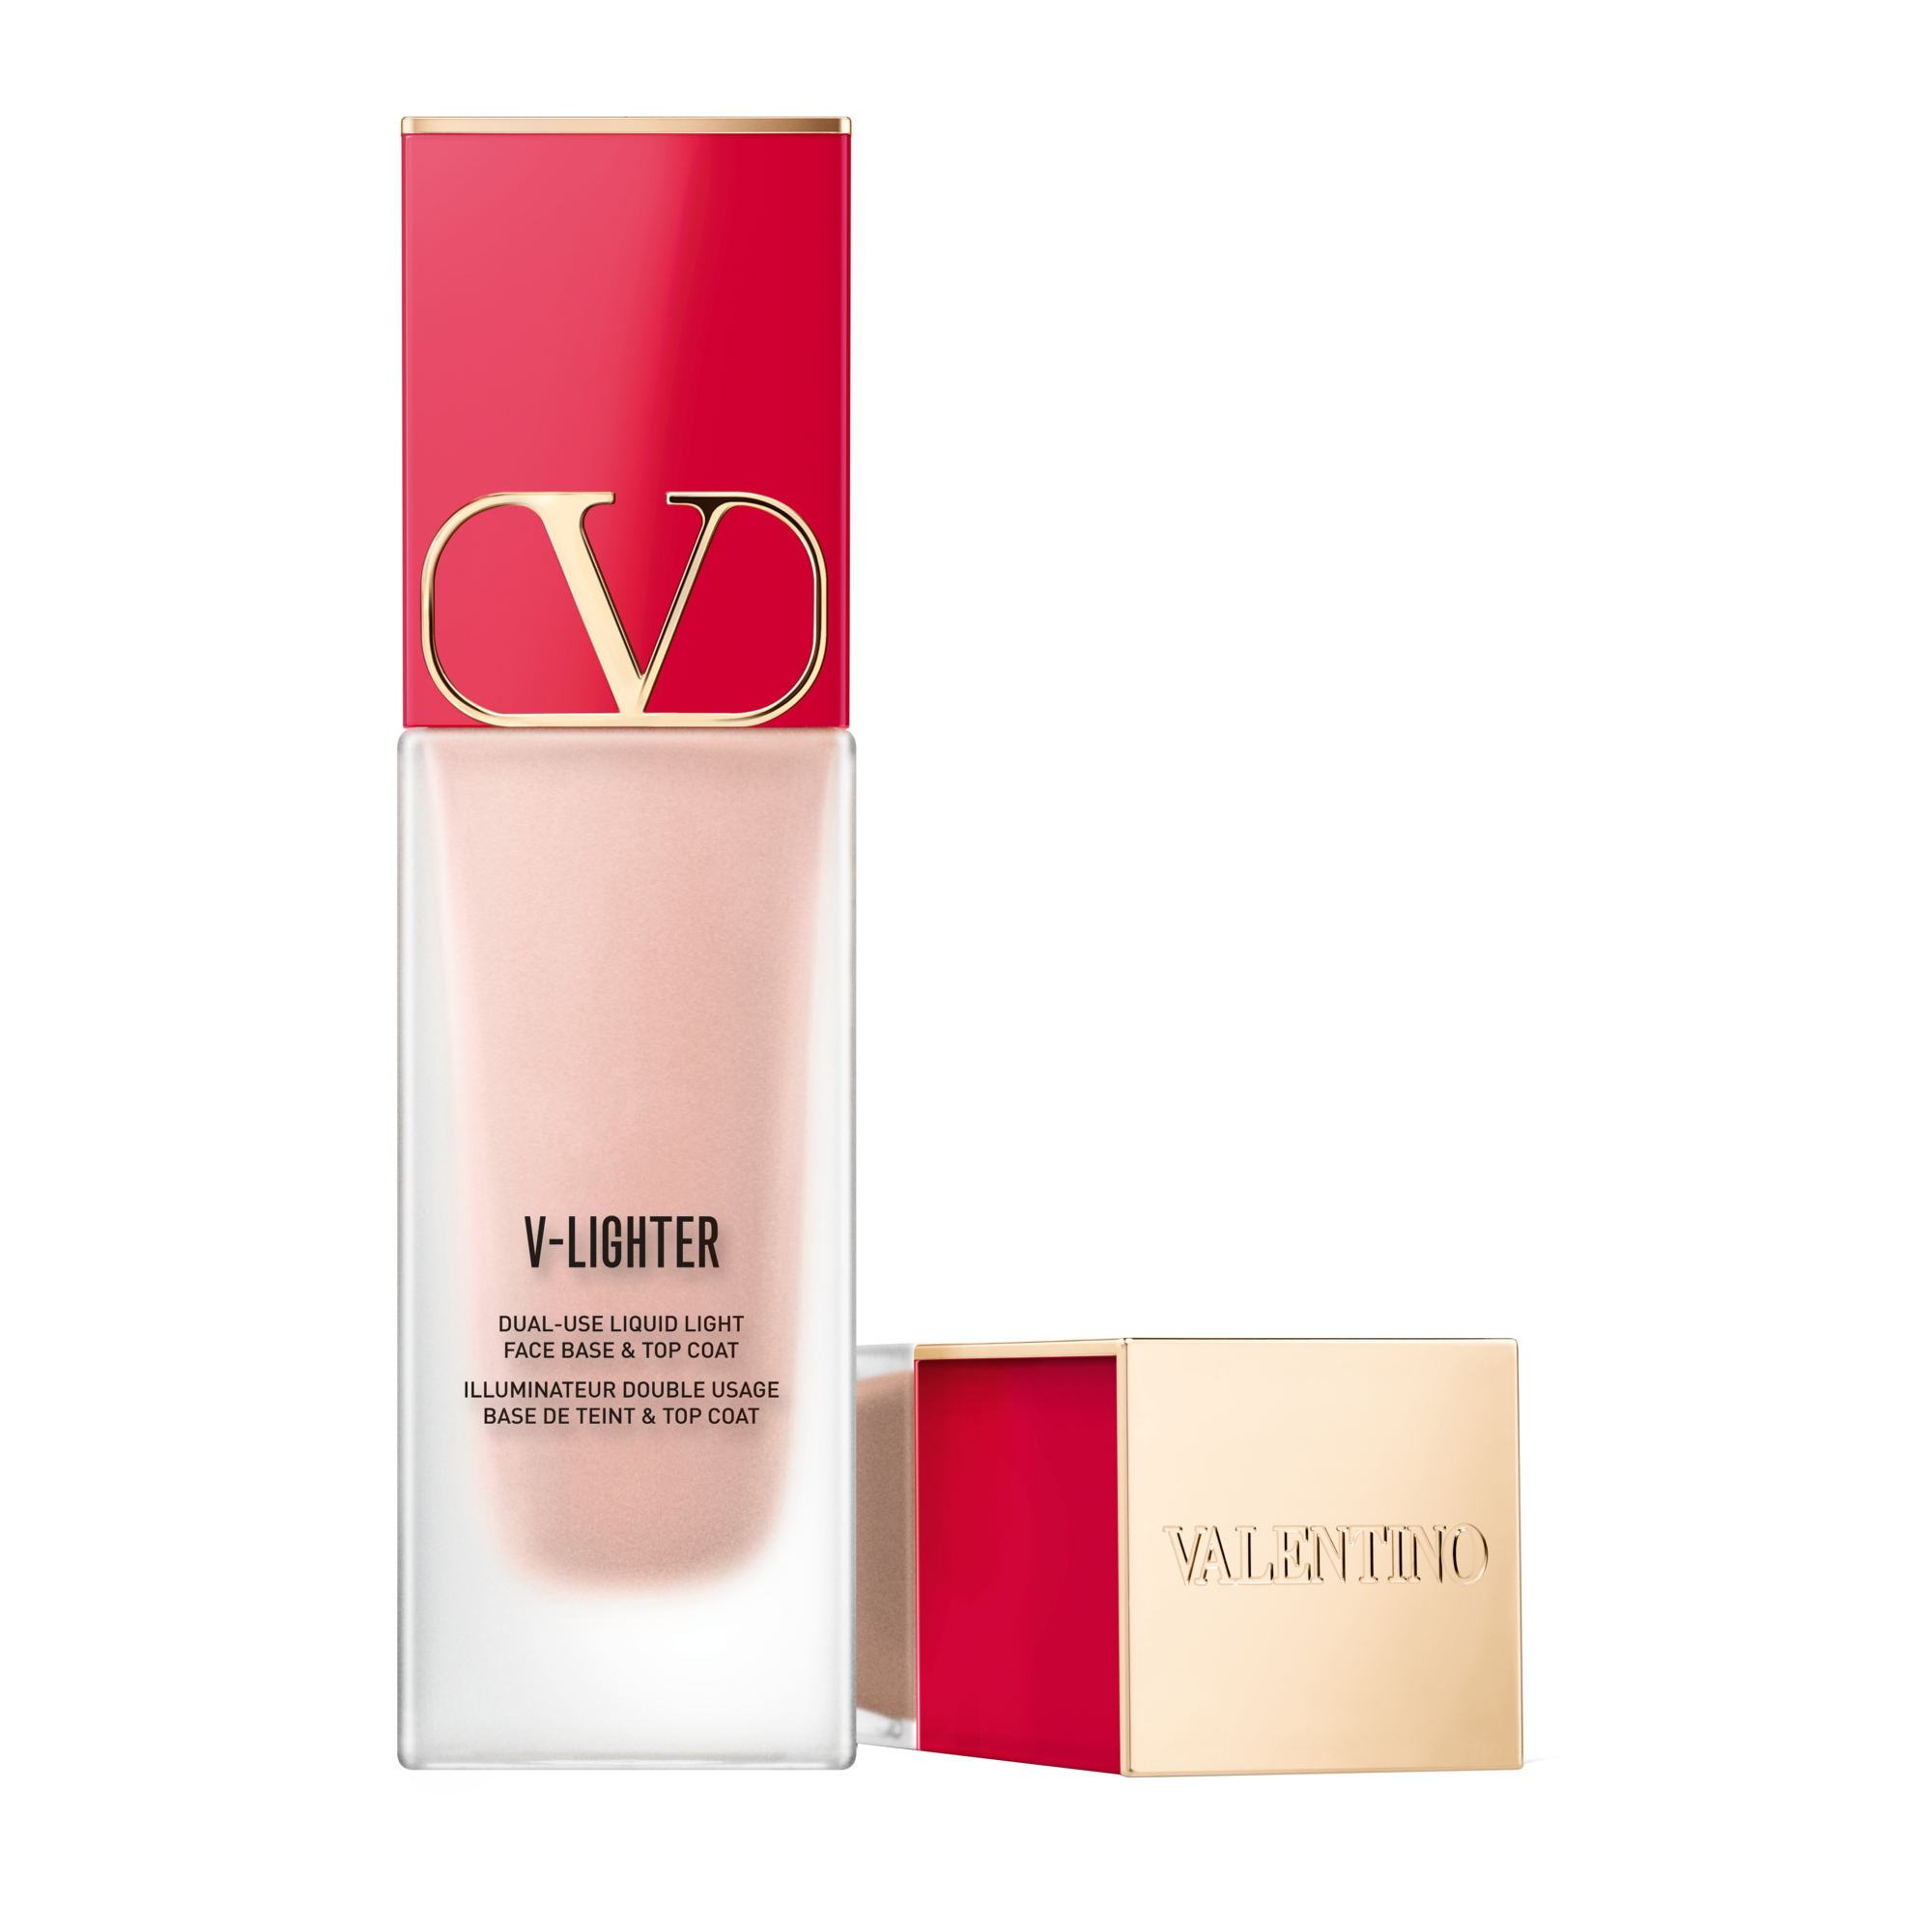 V
V-LIGHTER
DUAL-USE LIQUID LIGHT
FACE BASE & TOP COAT
ILLUMINATEUR DOUBLE USAGE
BASE DE TEINT & TOP COAT
VALENTINO